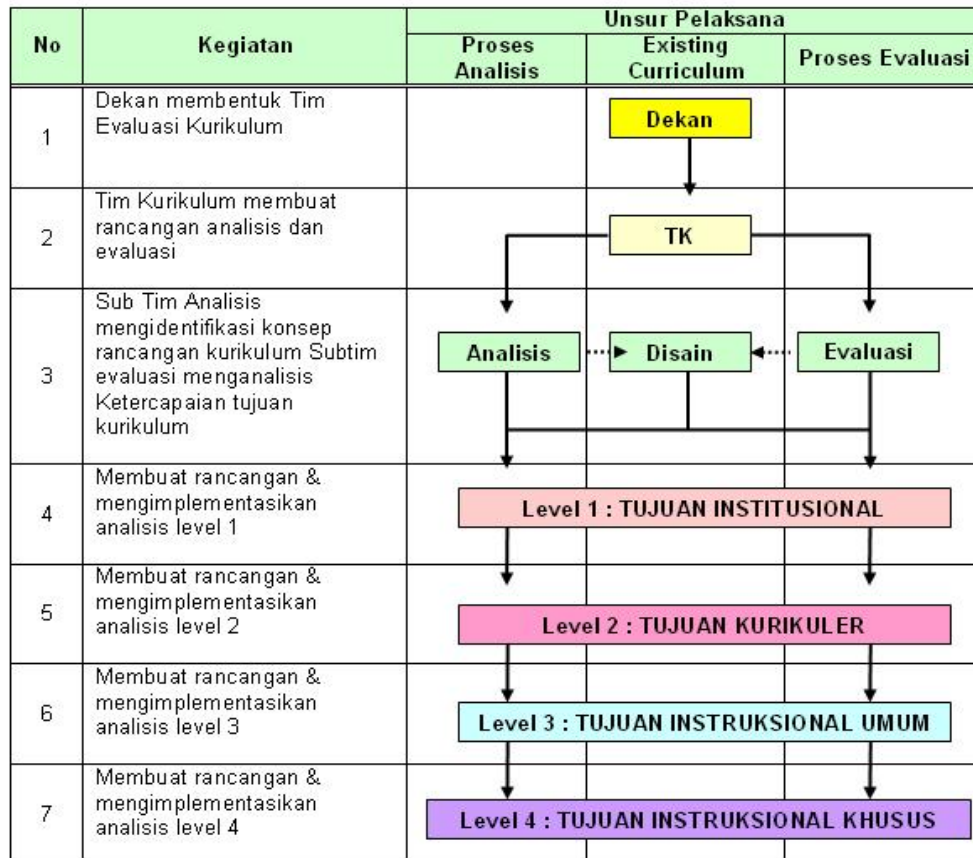 No
Kegiatan
Unsur Pelaksana
Proses
Analisis
Existing
Curriculum
Proses Evaluasi
1
Dekan membentuk Tim
Evaluasi Kurikulum
Dekan
2
Tim Kurikulum membuat
rancangan analisis dan
evaluasi
TK
3
Sub Tim Analisis
mengidentifikasi konsep
rancangan kurikulum Subtim
evaluasi menganalisis
Ketercapaian tujuan
kurikulum
Analisis
Disain
Evaluasi
4
Membuat rancangan &
mengimplementasikan
analisis level 1
Level 1 : TUJUAN INSTITUSIONAL
5
Membuat rancangan &
mengimplementasikan
analisis level 2
Level 2 : TUJUAN KURIKULER
6
Membuat rancangan &
mengimplementasikan
analisis level 3
Level 3 : TUJUAN INSTRUKSIONAL UMUM
7
Membuat rancangan &
mengimplementasikan
analisis level 4
Level 4 : TUJUAN INSTRUKSIONAL KHUSUS